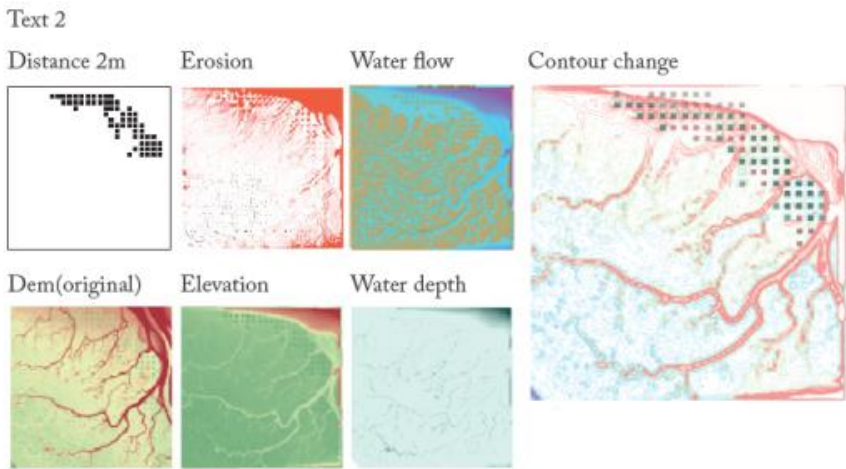 Text 2
Distance 2m
Erosion
Water flow
Contour change
Dem(original)
Elevation
Water depth